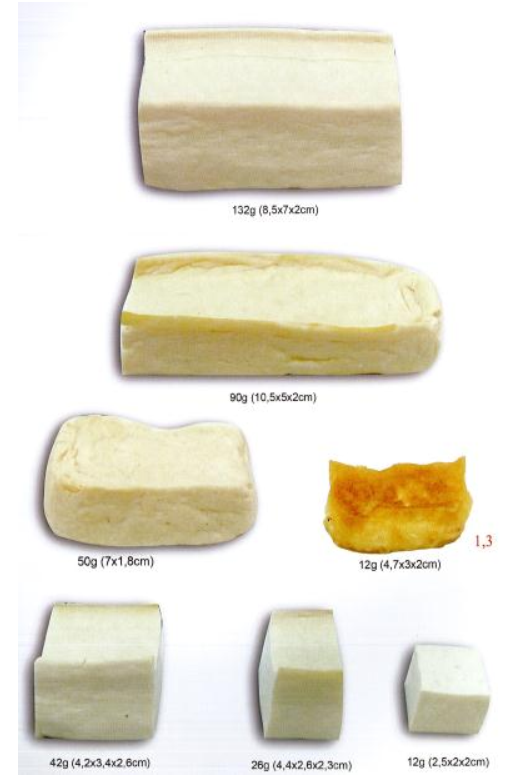 132g (8,5x7x2cm)
90g (10,5x5x2cm)
50g (7x1,8cm)
1,3
12g (4,7x3x2cm)
42g (4,2x3,4x2.6cm)
26g (4,4x2,6x2,3cm)
12g (2,5x2x2cm)